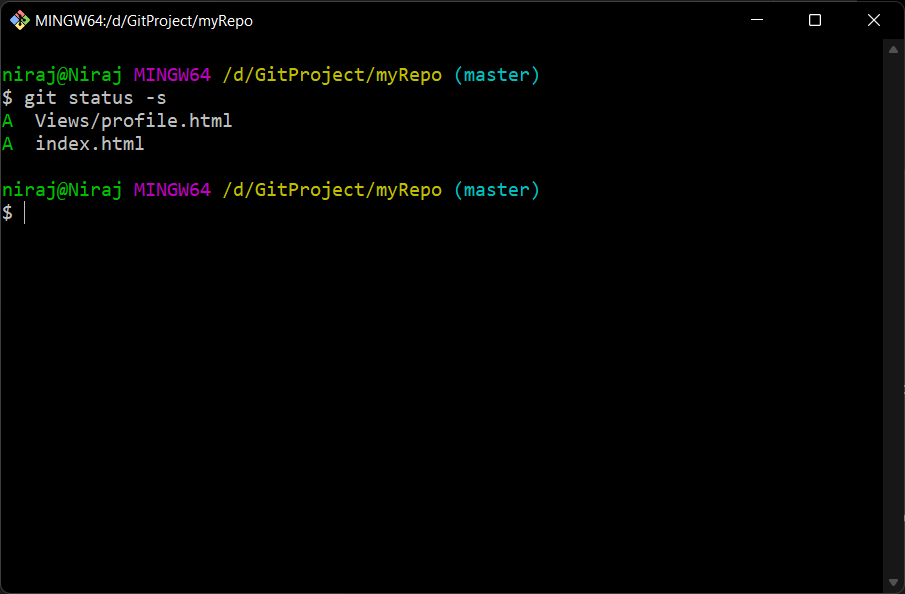 MINGW64:/d/GitProject/myRepo
niraj@Niraj MINGW64 /d/GitProject/myRepo (master)
$ git status -s
A  Views/profile.html
A  index.html
niraj@Niraj MINGW64 /d/GitProject/myRepo (master)
$